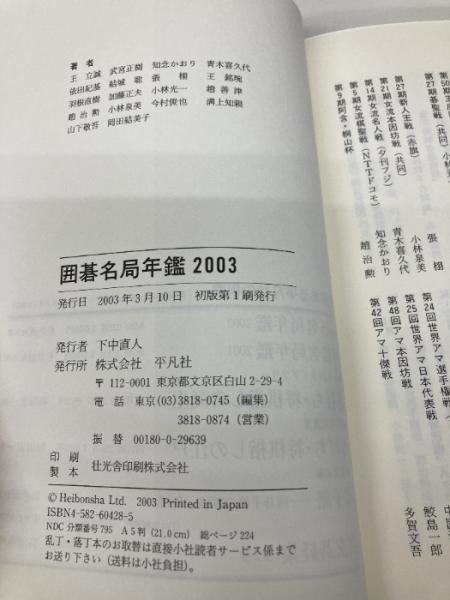 著者
王 立誠 武宮正樹 知念かおり 青木喜久代
依田紀基 結城 聡 張 栩 王 銘琬
羽根直樹 加藤正夫 小林光一 趙 善津
趙 治勲 小林泉美 今村俊也 溝上知親
山下敬吾 岡田結美子
囲碁名局年鑑 2003
発行日 2003年3月10日 初版第1刷発行
発行者 下中直人
発行所 株式会社 平凡社
〒112-0001 東京都文京区白山2-29-4
電話 東京(03)3818-0745(編集)
3818-0874(営業)
振替 00180-0-29639
印刷
製本 壮光舎印刷株式会社
©Heibonsha Ltd. 2003 Printed in Japan
ISBN4-582-60428-5
NDC 分類番号 795 A5判(21.0cm) 総ページ224
乱丁・落丁本のお取替は直接小社読者サービス係まで
お送り下さい(送料は小社負担)。
第27期碁聖戦(共同)
第27期新人王戦(赤旗)
第21期女流本因坊戦(共同)
第14期女流名人戦(夕刊フジ)
第5期女流棋聖戦(NTTドコモ)
第9期阿含・桐山杯
張 栩
小林泉美
青木喜久代
知念かおり
趙 治勲
第24回世界アマ選手権戦
第25回世界アマ日本代表戦
第48回アマ本因坊戦
第42回アマ十傑戦
鮫島一郎
多賀文吾